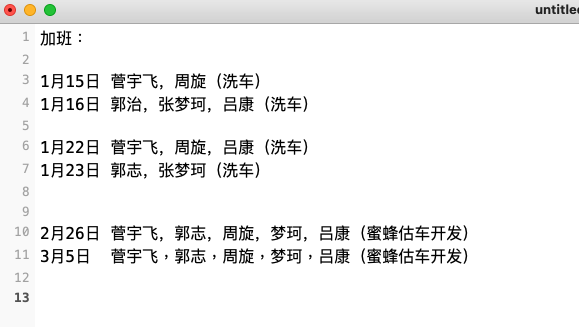 untitled
1 加班：
2
3 1月15日 菅宇飞，周旋（洗车）
4 1月16日 郭治，张梦珂，吕康（洗车）
5
6 1月22日 菅宇飞，周旋，吕康（洗车）
7 1月23日 郭志，张梦珂（洗车）
8
9
10 2月26日 菅宇飞，郭志，周旋，梦珂，吕康（蜜蜂估车开发）
11 3月5日 菅宇飞，郭志，周旋，梦珂，吕康（蜜蜂估车开发）
12
13